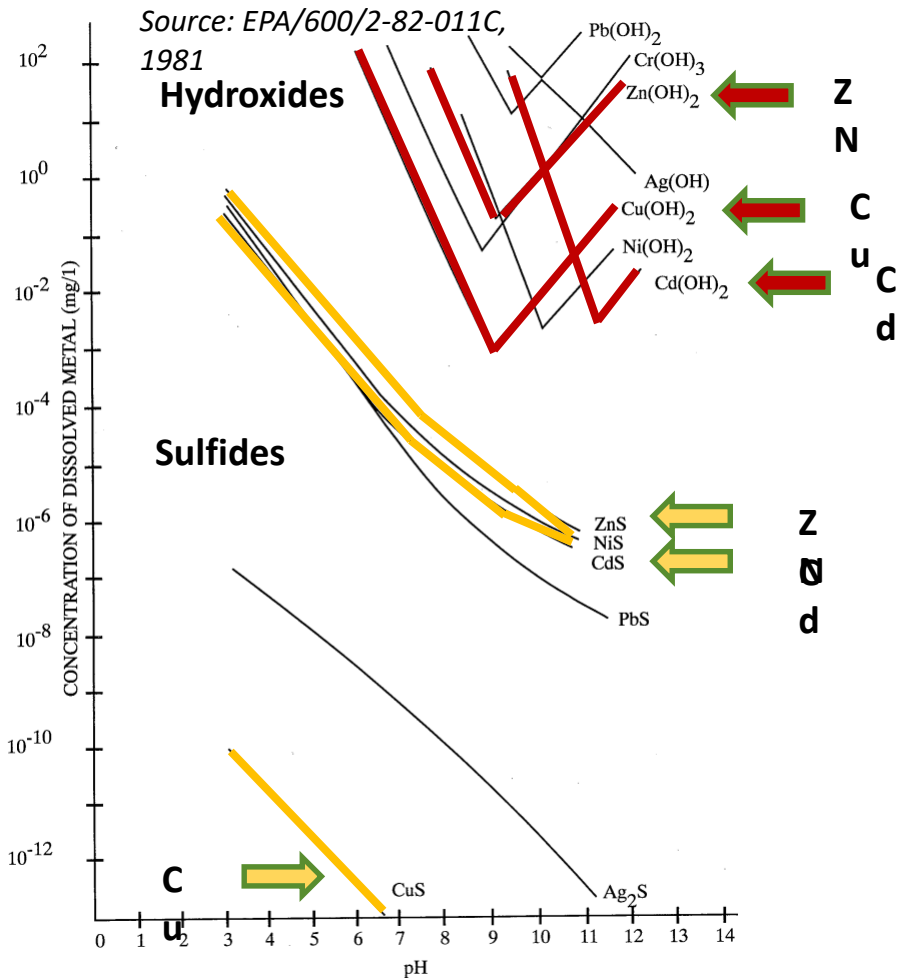 Source: EPA/600/2-82-011C,
1981
Hydroxides
Pb(OH)2
Cr(OH)3
Zn(OH)2
Z
N
Ag(OH)
Cu(OH)2
C
u
Ni(OH)2
Cd(OH)2
C
d
Sulfides
ZnS
Z
N
NiS
CdS
C
d
PbS
CuS
C
u
Ag2S
CONCENTRATION OF DISSOLVED METAL (mg/1)
10^2
10^0
10^-2
10^-4
10^-6
10^-8
10^-10
10^-12
0 1 2 3 4 5 6 7 8 9 10 11 12 13 14
pH